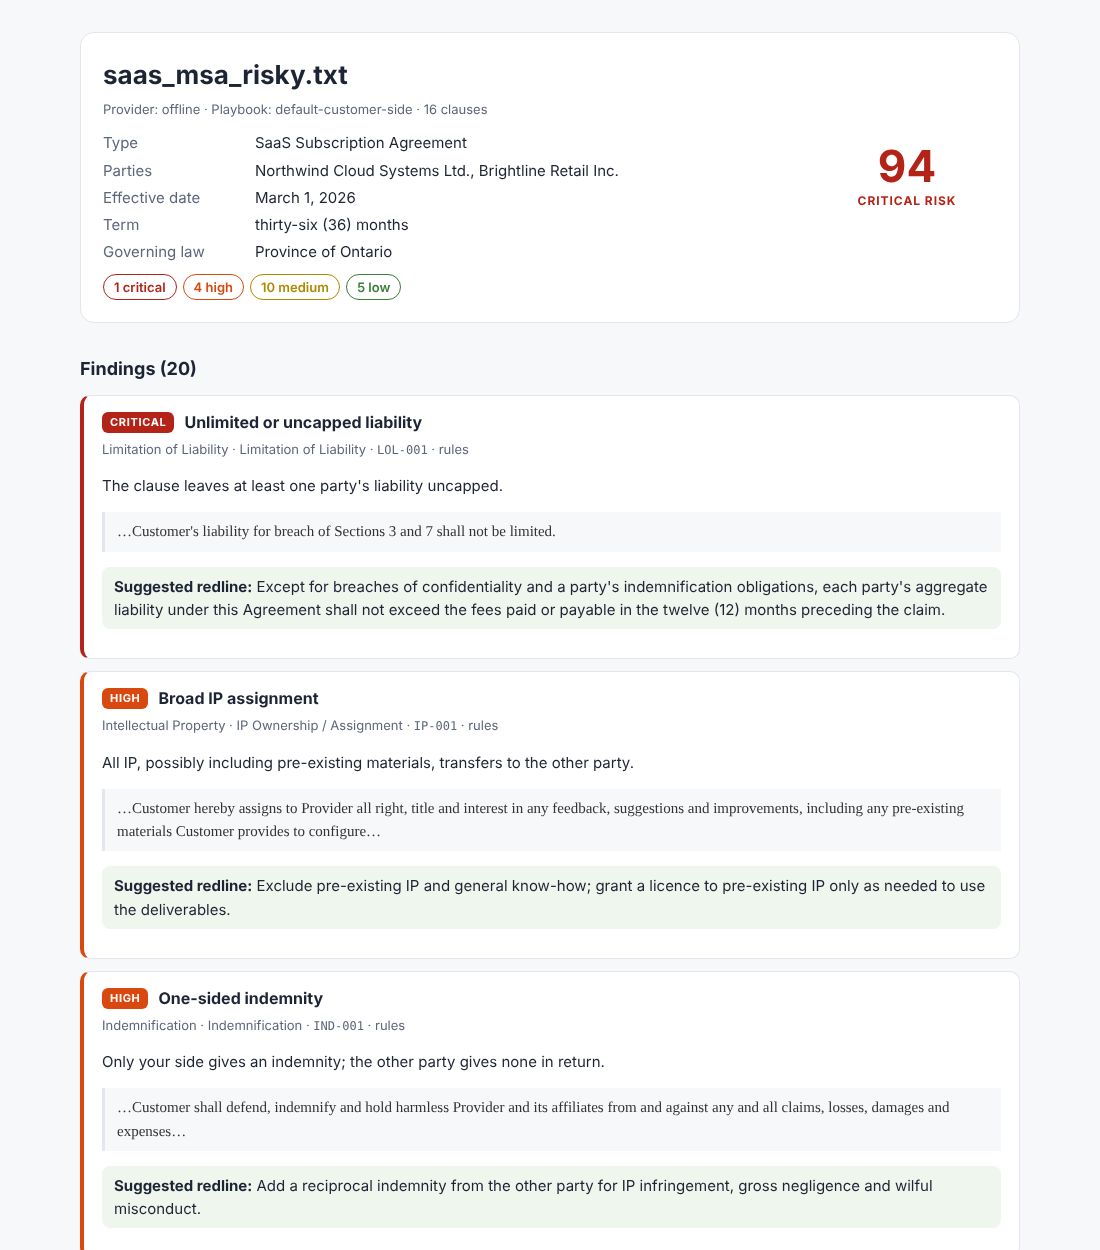 saas_msa_risky.txt
Provider: offline · Playbook: default-customer-side · 16 clauses
Type SaaS Subscription Agreement
Parties Northwind Cloud Systems Ltd., Brightline Retail Inc.
Effective date March 1, 2026
Term thirty-six (36) months
Governing law Province of Ontario
94
CRITICAL RISK
1 critical 4 high 10 medium 5 low
Findings (20)
CRITICAL Unlimited or uncapped liability
Limitation of Liability · Limitation of Liability · LOL-001 · rules
The clause leaves at least one party's liability uncapped.
…Customer's liability for breach of Sections 3 and 7 shall not be limited.
Suggested redline: Except for breaches of confidentiality and a party's indemnification obligations, each party's aggregate
liability under this Agreement shall not exceed the fees paid or payable in the twelve (12) months preceding the claim.
HIGH Broad IP assignment
Intellectual Property · IP Ownership / Assignment · IP-001 · rules
All IP, possibly including pre-existing materials, transfers to the other party.
…Customer hereby assigns to Provider all right, title and interest in any feedback, suggestions and improvements, including any pre-existing
materials Customer provides to configure…
Suggested redline: Exclude pre-existing IP and general know-how; grant a licence to pre-existing IP only as needed to use
the deliverables.
HIGH One-sided indemnity
Indemnification · Indemnification · IND-001 · rules
Only your side gives an indemnity; the other party gives none in return.
…Customer shall defend, indemnify and hold harmless Provider and its affiliates from and against any and all claims, losses, damages and
expenses…
Suggested redline: Add a reciprocal indemnity from the other party for IP infringement, gross negligence and wilful
misconduct.